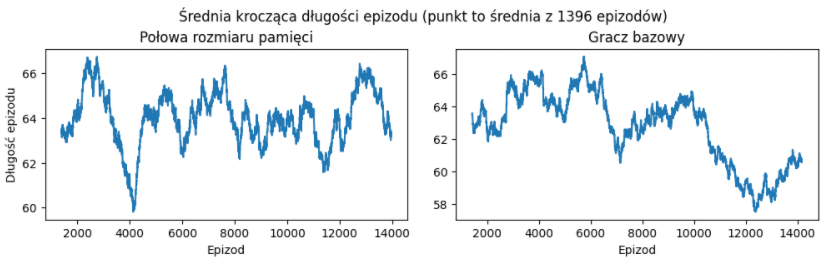 Średnia krocząca długości epizodu (punkt to średnia z 1396 epizodów)
Połowa rozmiaru pamięci
Długość epizodu
66
64
62
60
2000 4000 6000 8000 10000 12000 14000
Epizod
Gracz bazowy
66
64
62
60
58
2000 4000 6000 8000 10000 12000 14000
Epizod